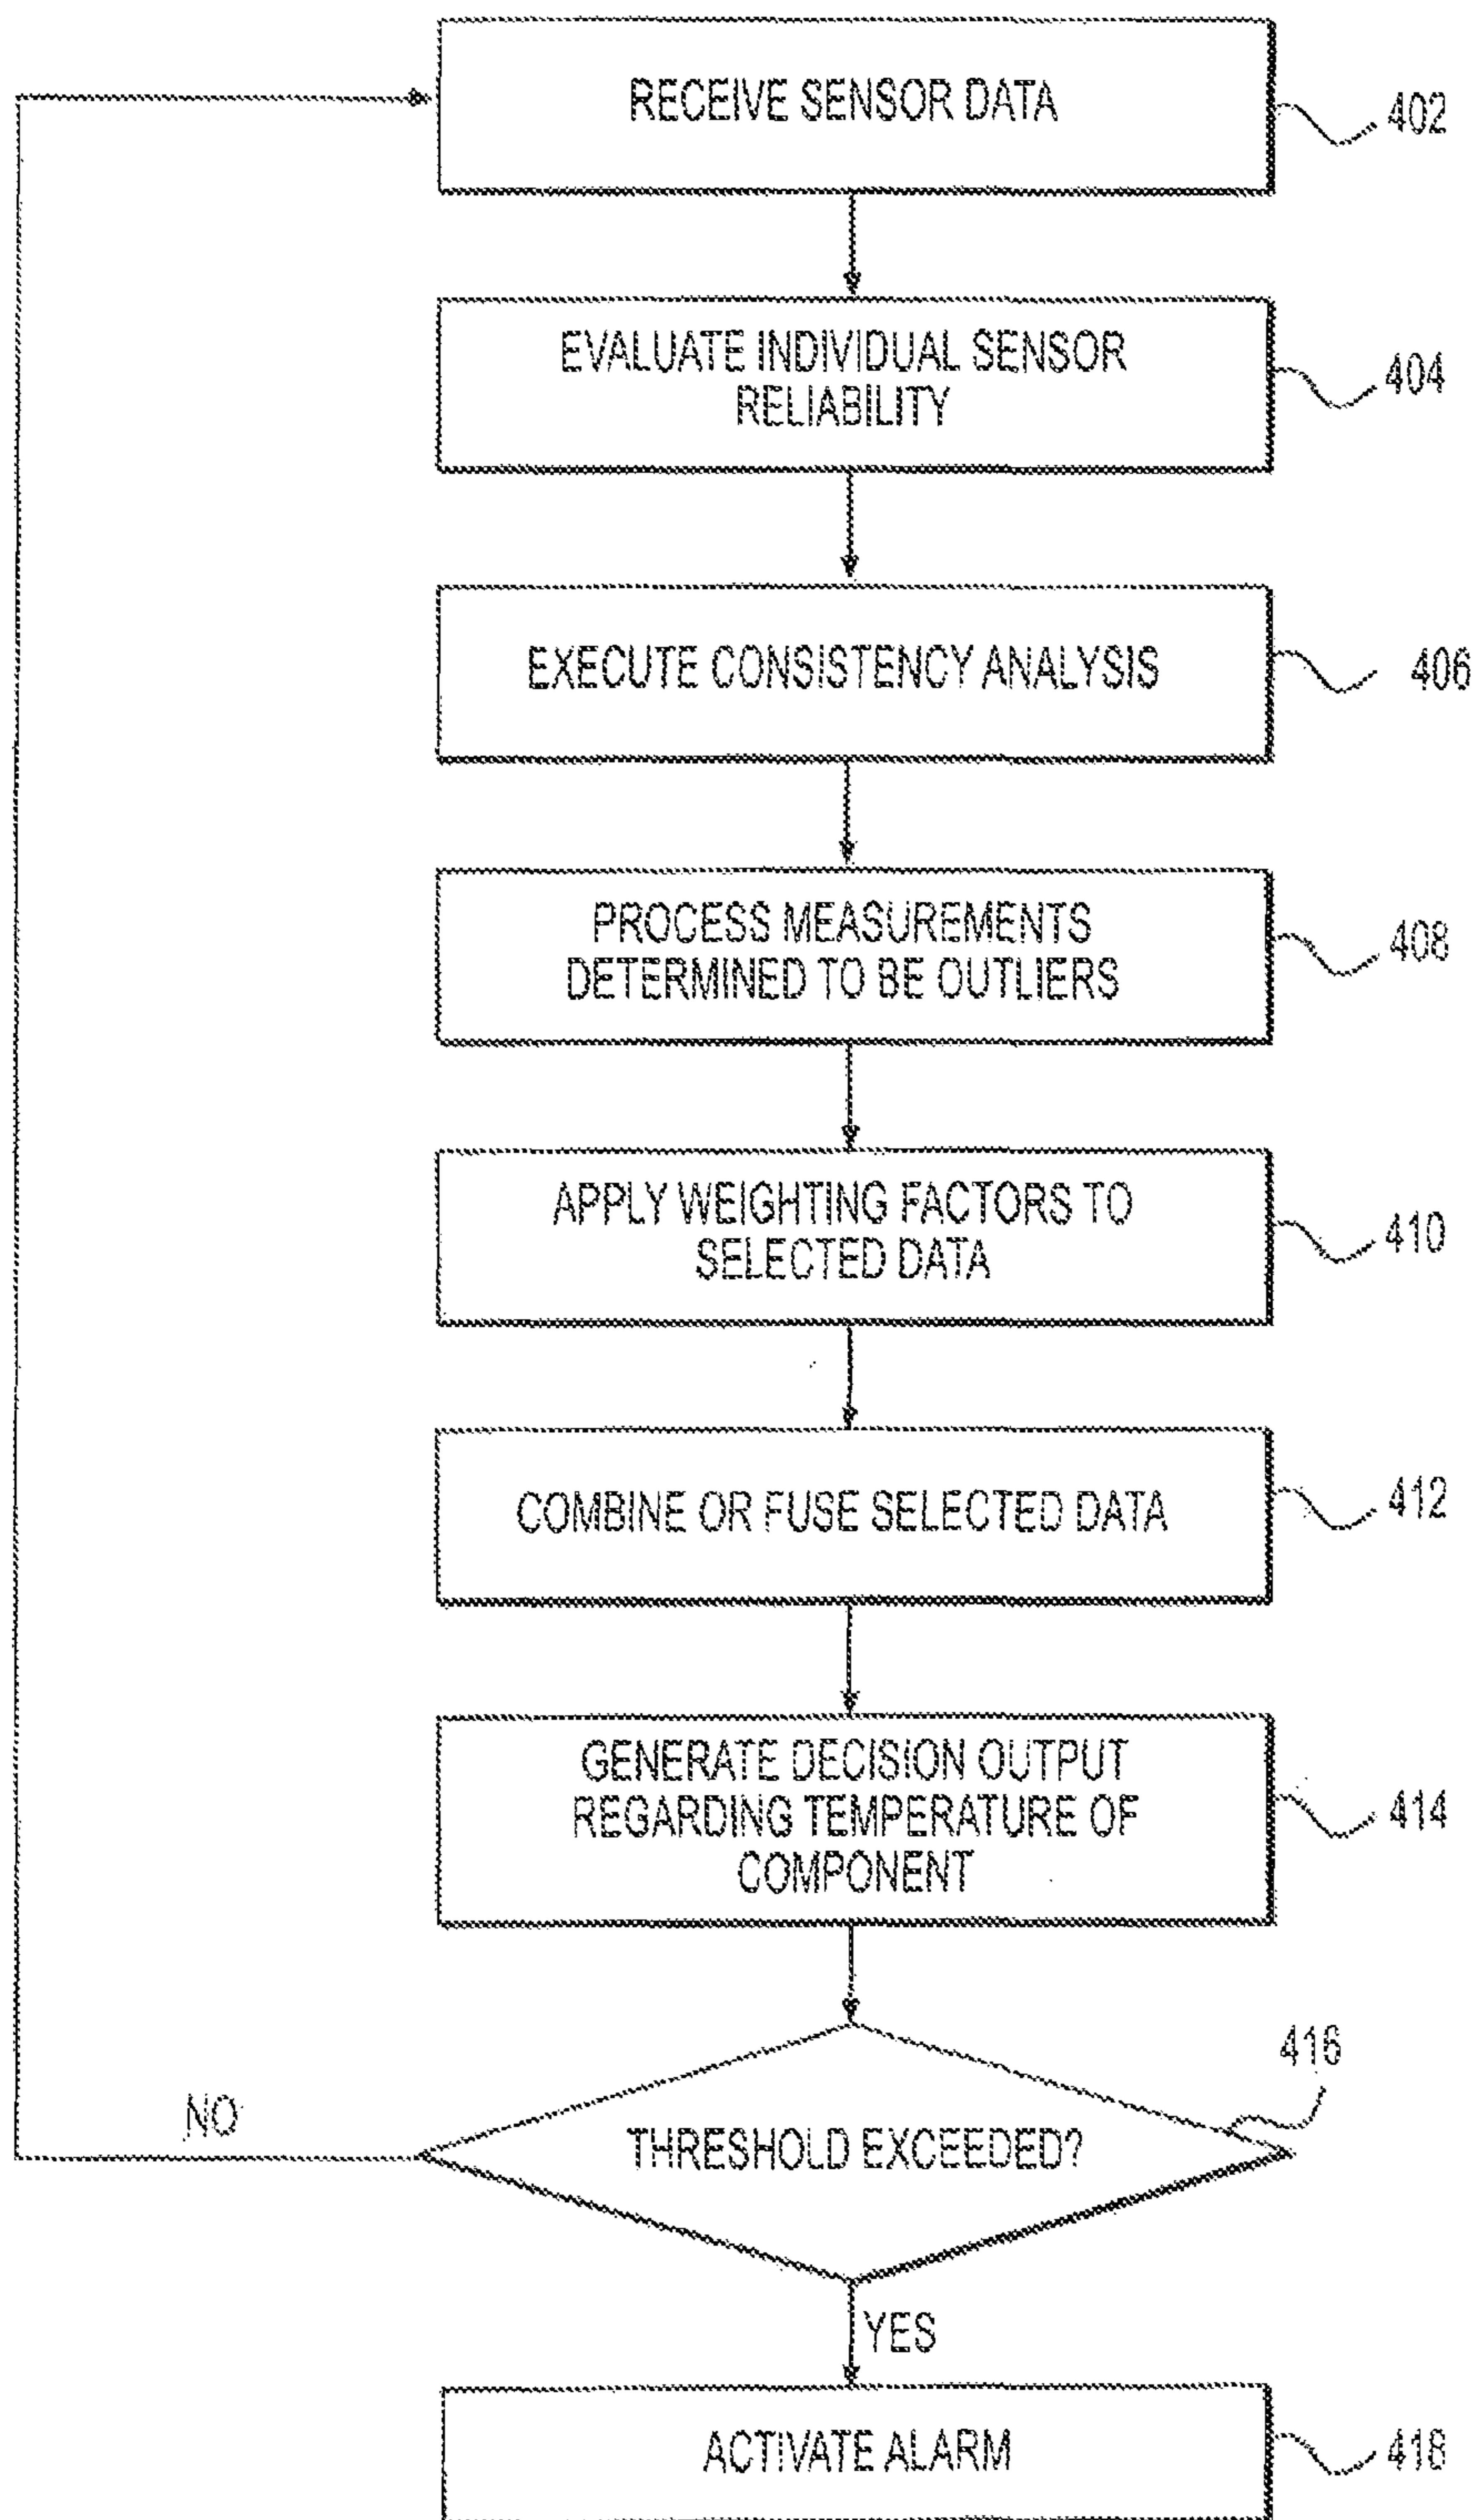 RECEIVE SENSOR DATA
402
EVALUATE INDIVIDUAL SENSOR
RELIABILITY
404
EXECUTE CONSISTENCY ANALYSIS
406
PROCESS MEASUREMENTS
DETERMINED TO BE OUTLIERS
408
APPLY WEIGHTING FACTORS TO
SELECTED DATA
410
COMBINE OR FUSE SELECTED DATA
412
GENERATE DECISION OUTPUT
REGARDING TEMPERATURE OF
COMPONENT
414
416
NO
THRESHOLD EXCEEDED?
YES
ACTIVATE ALARM
418